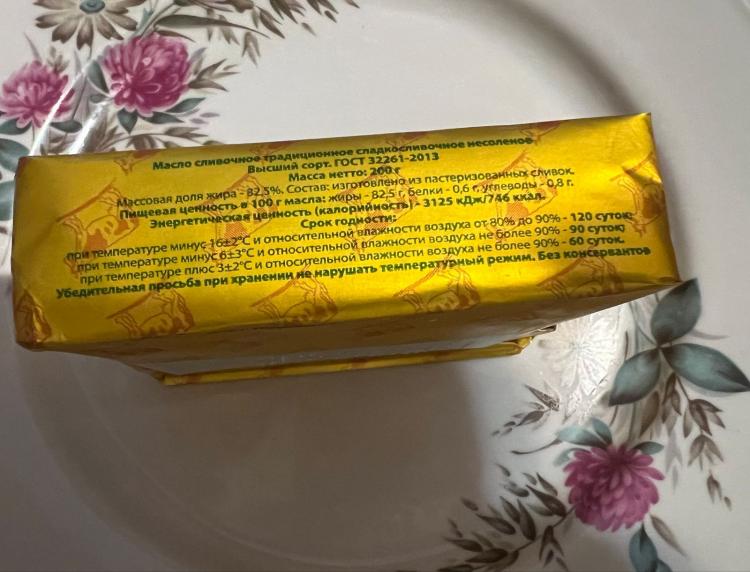 Масло сливочное традиционное сладкосливочное несоленое
Высший сорт. ГОСТ 32261-2013
Масса нетто: 200 г
Массовая доля жира - 82,5%. Состав: изготовлено из пастеризованных сливок.
Пищевая ценность в 100 г масла: жиры - 82,5 г, белки - 0,6 г, углеводы - 0,8 г.
Энергетическая ценность (калорийность) - 3125 кДж/746 ккал.
Срок годности:
при температуре минус 16±2°С и относительной влажности воздуха от 80% до 90% - 120 суток;
при температуре минус 6±3°С и относительной влажности воздуха не более 90% - 90 суток;
при температуре плюс 3±2°С и относительной влажности воздуха не более 90% - 60 суток.
Убедительная просьба при хранении не нарушать температурный режим. Без консервантов